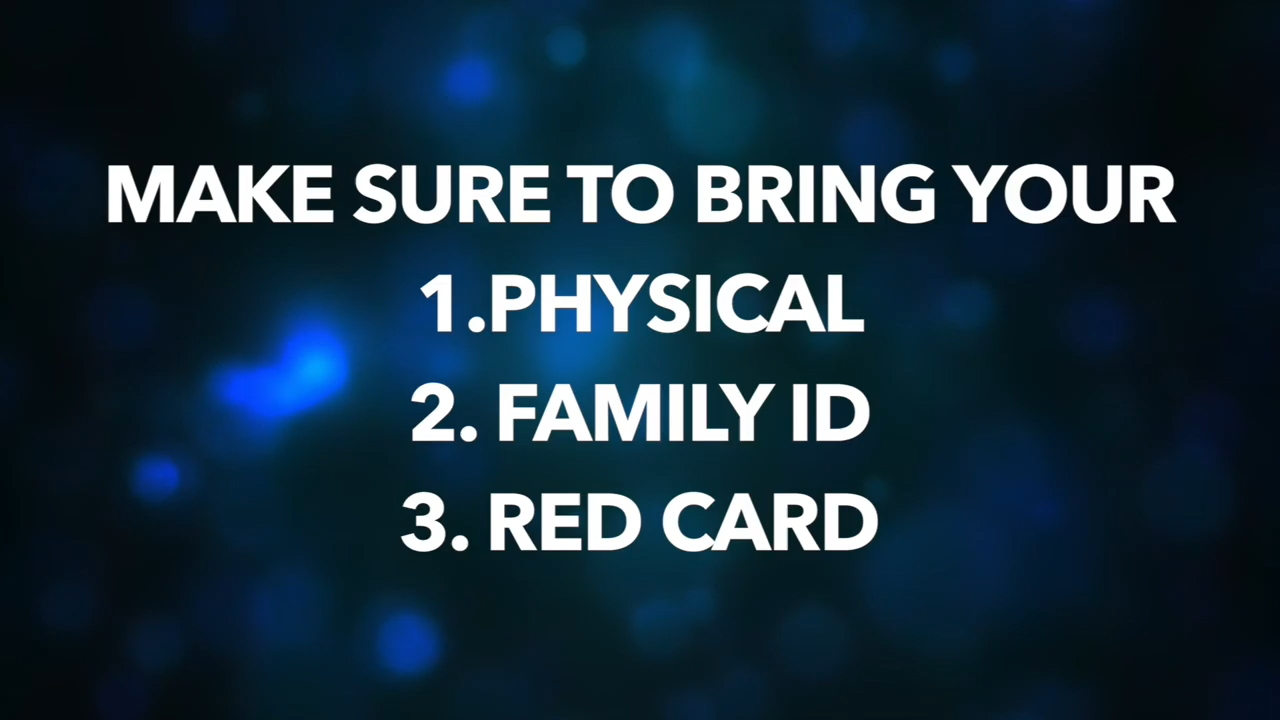 MAKE SURE TO BRING YOUR
1.PHYSICAL
2. FAMILY ID
3. RED CARD